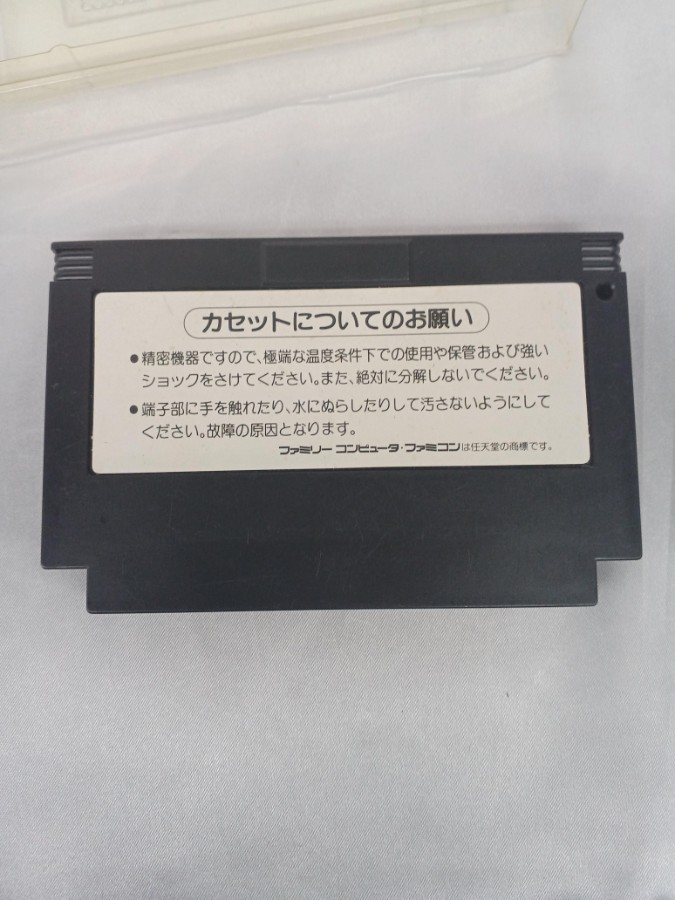 カセットについてのお願い
●精密機器ですので、極端な温度条件下での使用や保管および強い
ショックをさけてください。また、絶対に分解しないでください。
●端子部に手を触れたり、水にぬらしたりして汚さないようにして
ください。故障の原因となります。
ファミリー コンピュータ・ファミコンは任天堂の商標です。